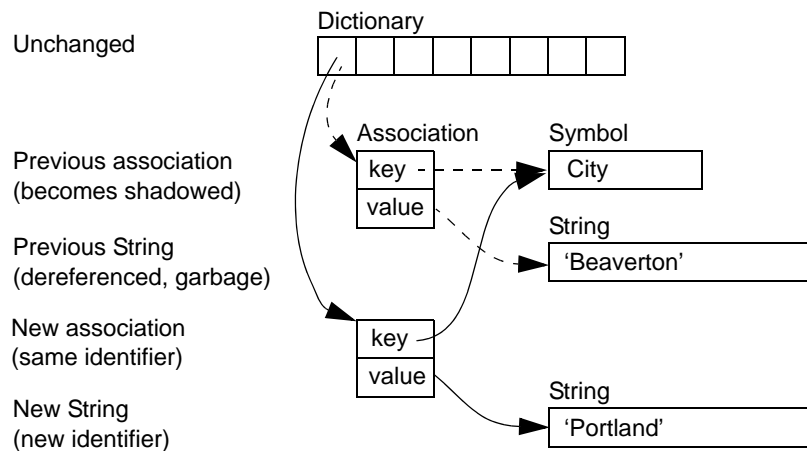 Dictionary
Unchanged
Association
Symbol
Previous association
(becomes shadowed)
key
City
value
String
Previous String
(dereferenced, garbage)
‘Beaverton’
New association
(same identifier)
key
value
String
New String
(new identifier)
‘Portland’